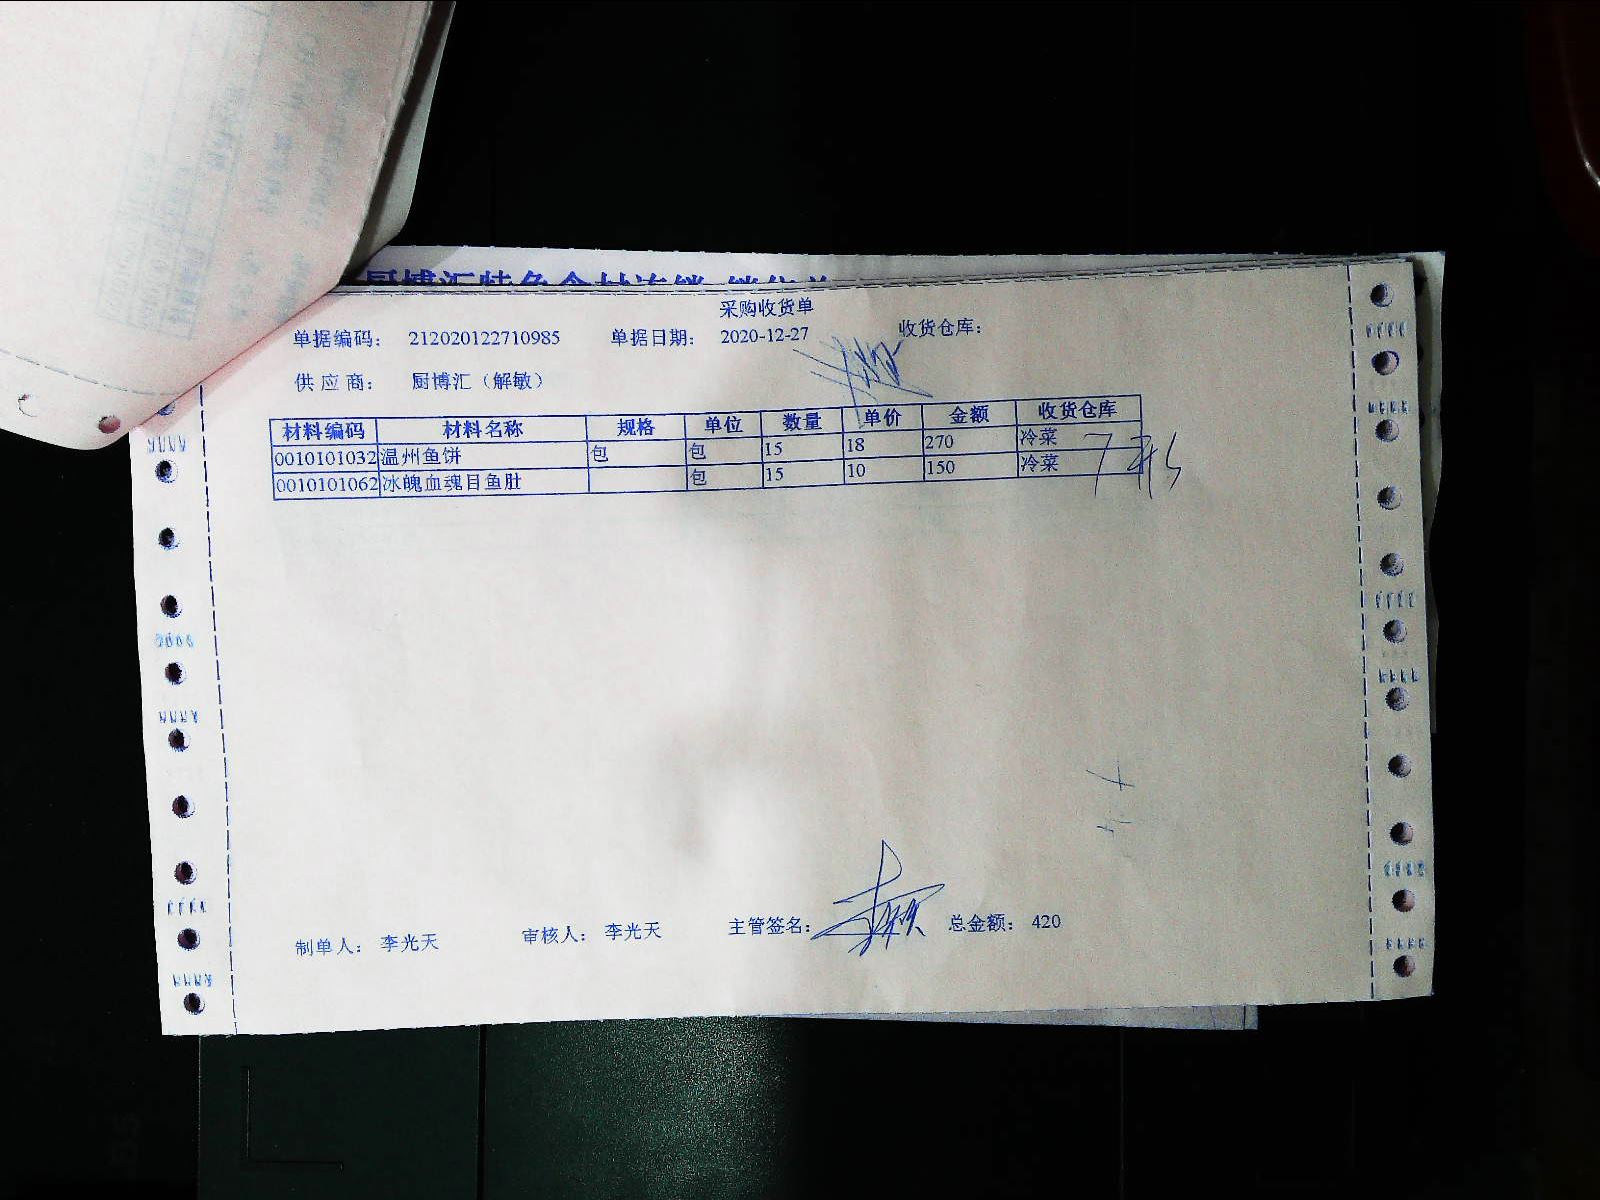 采购收货单
单据编码： 212020122710985 单据日期： 2020-12-27 收货仓库：
供应商： 厨博汇（解敏）
材料编码 材料名称 规格 单位 数量 单价 金额 收货仓库
0010101032 温州鱼饼 包 包 15 18 270 冷菜
0010101062 冰魄血魂目鱼肚 包 15 10 150 冷菜
制单人： 李光天 审核人： 李光天 主管签名： 总金额： 420